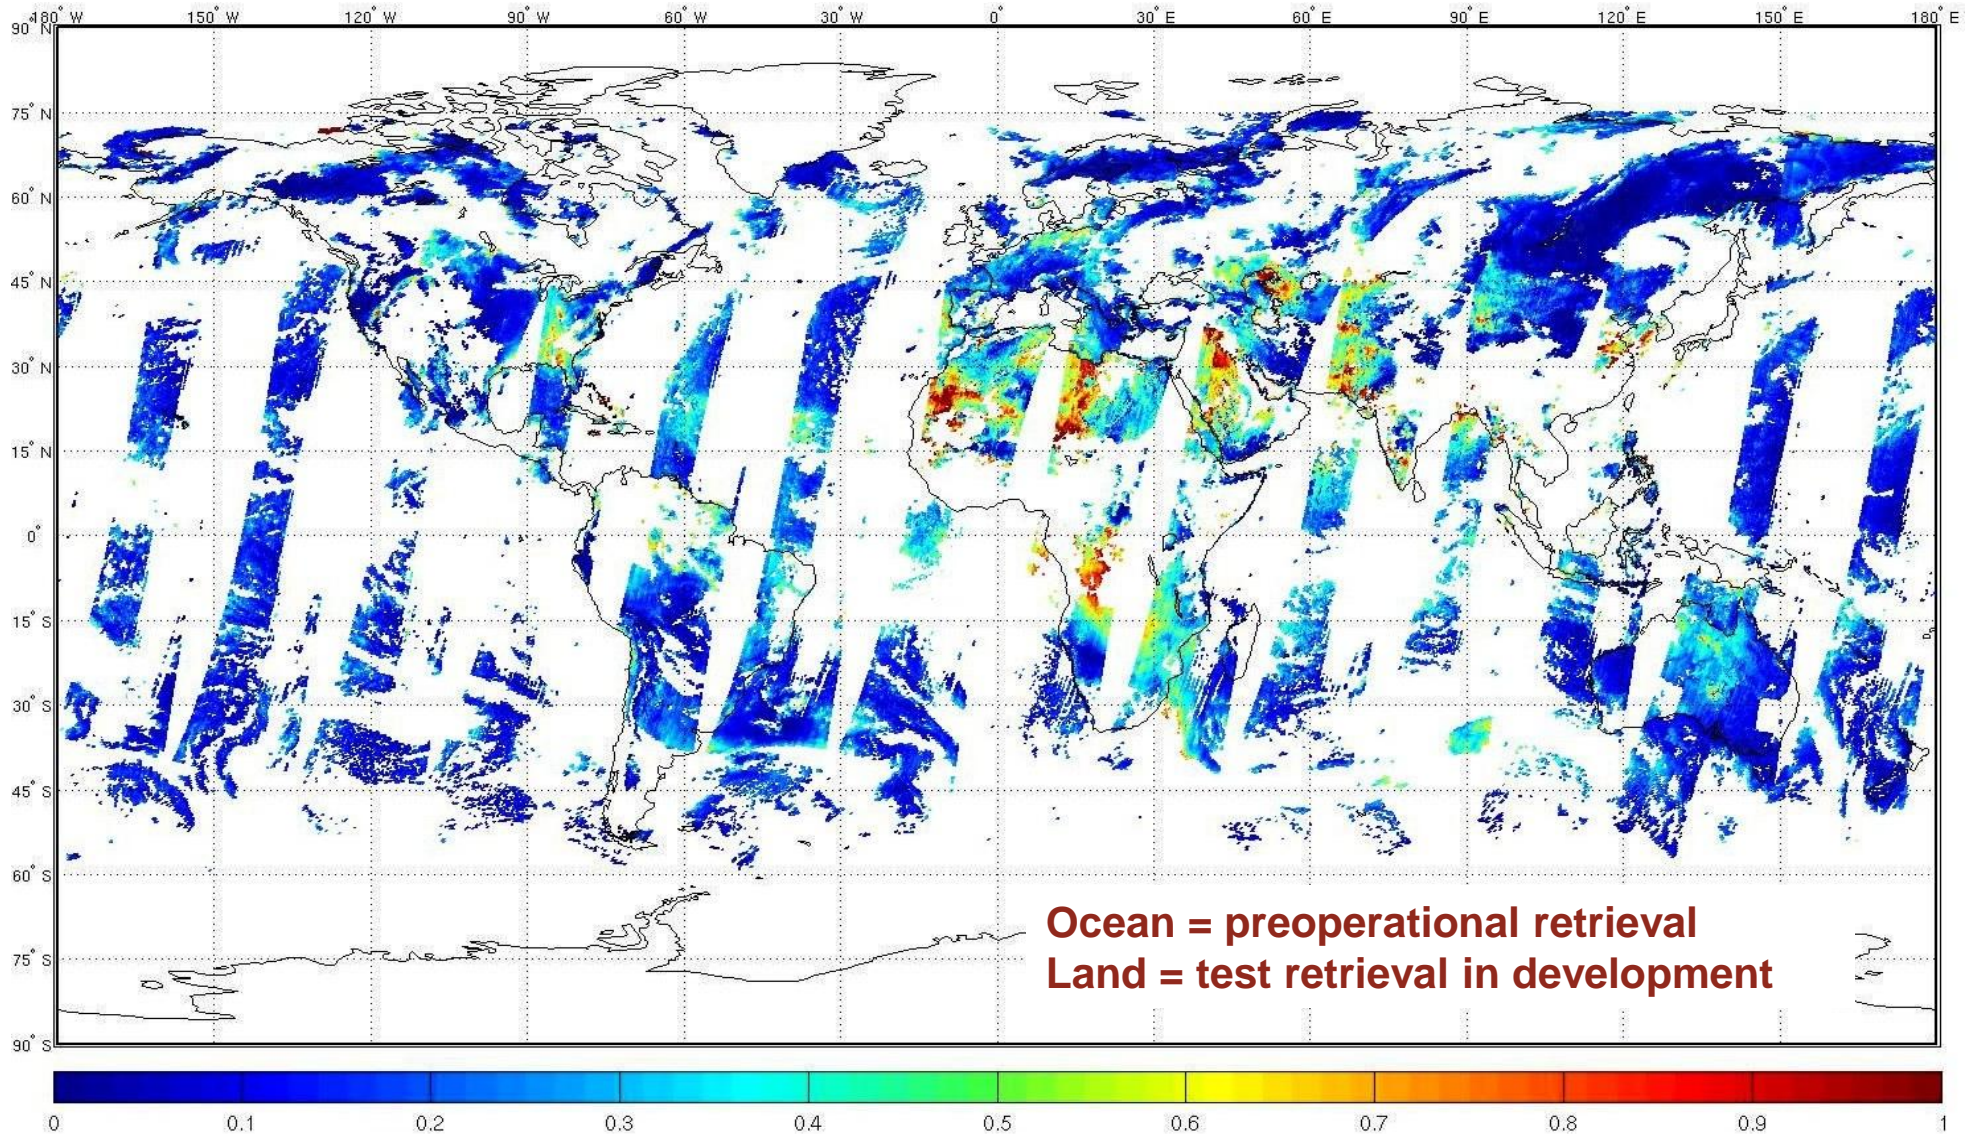 180° W 150° W 120° W 90° W 60° W 30° W 0° 30° E 60° E 90° E 120° E 150° E 180° E
90° N
75° N
60° N
45° N
30° N
15° N
0°
15° S
30° S
45° S
60° S
75° S
90° S
Ocean = preoperational retrieval
Land = test retrieval in development
0 0.1 0.2 0.3 0.4 0.5 0.6 0.7 0.8 0.9 1